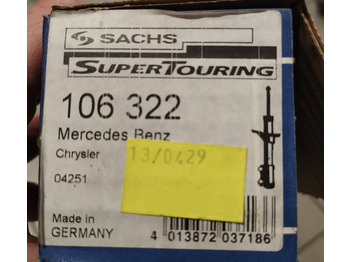 SACHS
SUPERTOURING
106 322
Mercedes Benz
Chrysler
13/0429
04251
Made in
GERMANY
4 013872 037186